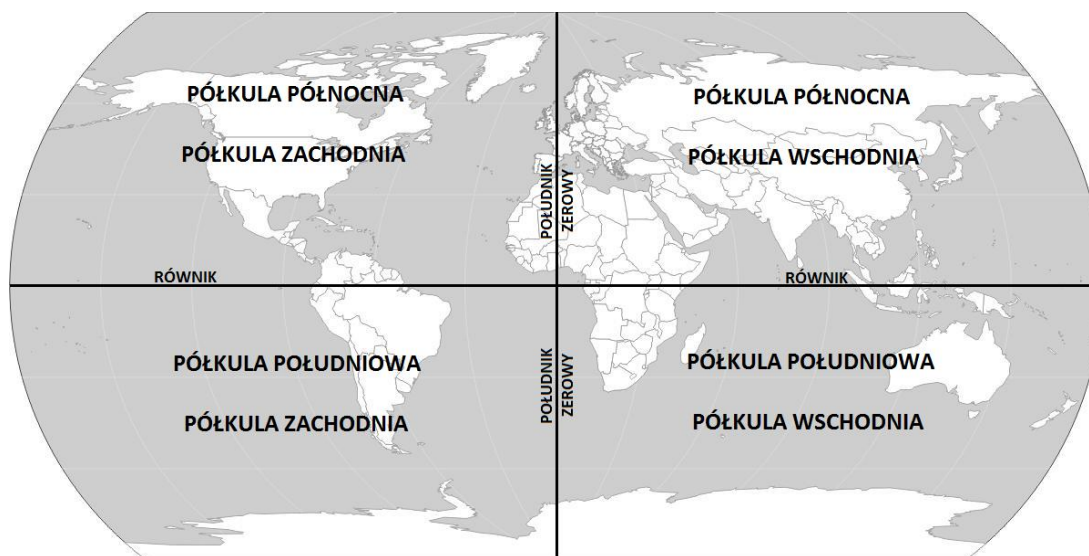 PÓŁKULA PÓŁNOCNA
PÓŁKULA PÓŁNOCNA
PÓŁKULA ZACHODNIA
PÓŁKULA WSCHODNIA
POŁUDNIK
ZEROWY
RÓWNIK
RÓWNIK
PÓŁKULA POŁUDNIOWA
PÓŁKULA POŁUDNIOWA
POŁUDNIK
ZEROWY
PÓŁKULA ZACHODNIA
PÓŁKULA WSCHODNIA